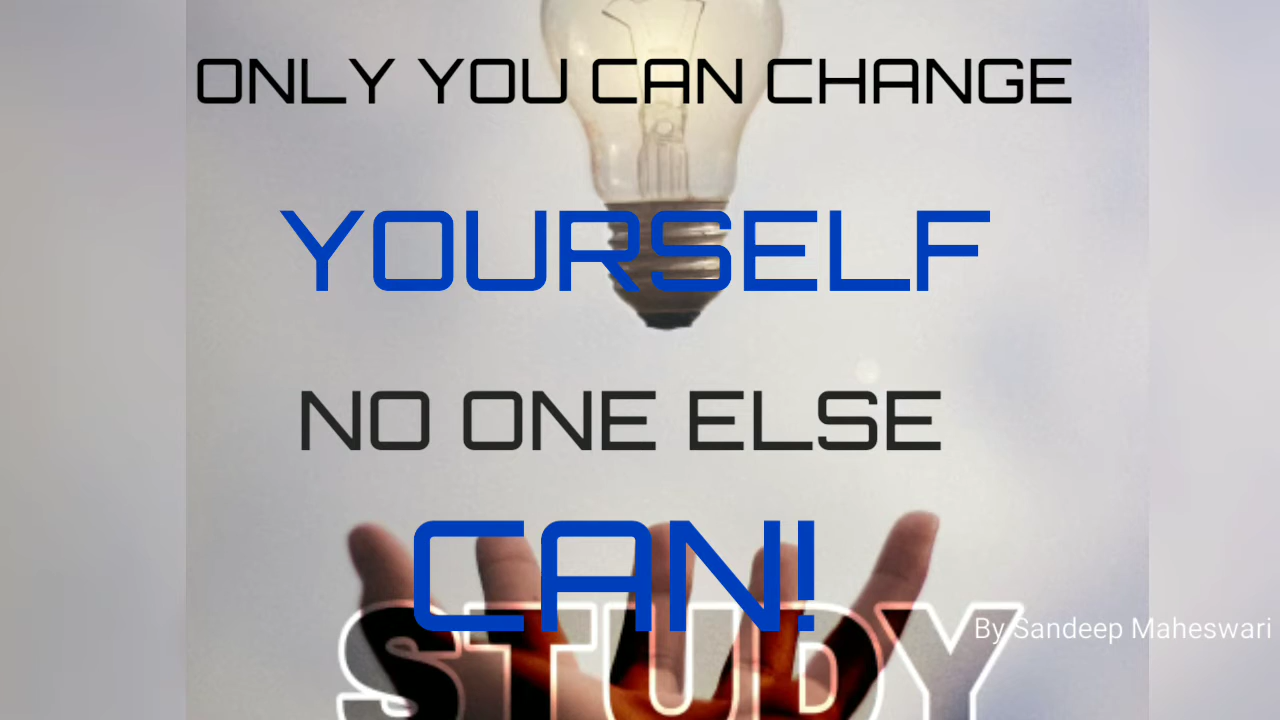 ONLY YOU CAN CHANGE
YOURSELF
NO ONE ELSE
CAN!
STUDY
By Sandeep Maheswari